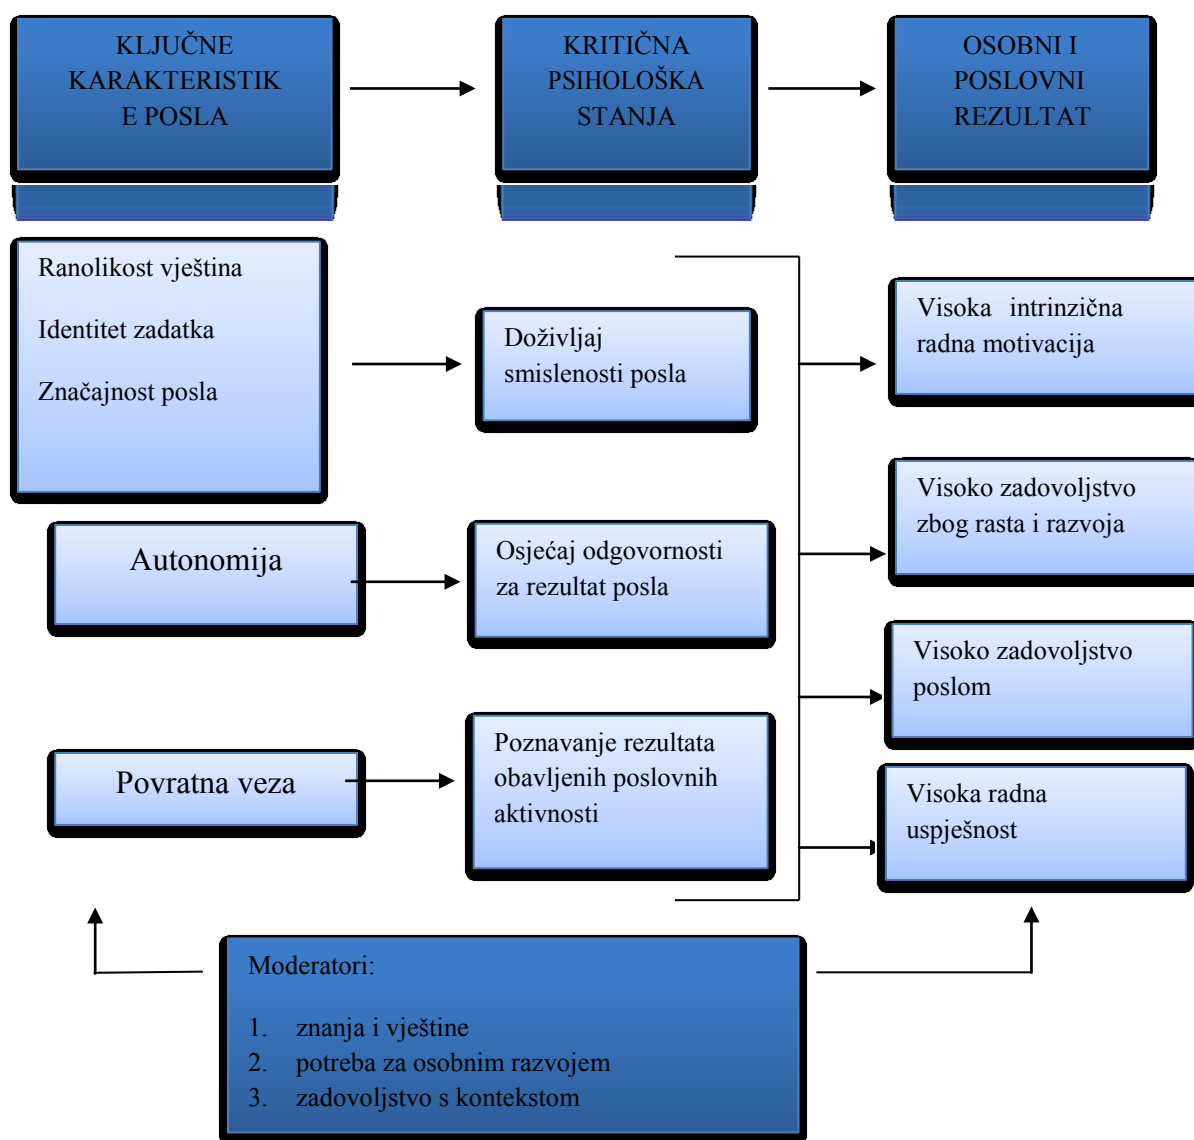 KLJUČNE
KARAKTERISTIK
E POSLA
KRITIČNA
PSIHOLOŠKA
STANJA
OSOBNI I
POSLOVNI
REZULTAT
Ranolikost vještina
Identitet zadatka
Značajnost posla
Doživljaj
smislenosti posla
Visoka intrinzična
radna motivacija
Visoko zadovoljstvo
zbog rasta i razvoja
Autonomija
Osjećaj odgovornosti
za rezultat posla
Visoko zadovoljstvo
poslom
Povratna veza
Poznavanje rezultata
obavljenih poslovnih
aktivnosti
Visoka radna
uspješnost
Moderatori:
1. znanja i vještine
2. potreba za osobnim razvojem
3. zadovoljstvo s kontekstom